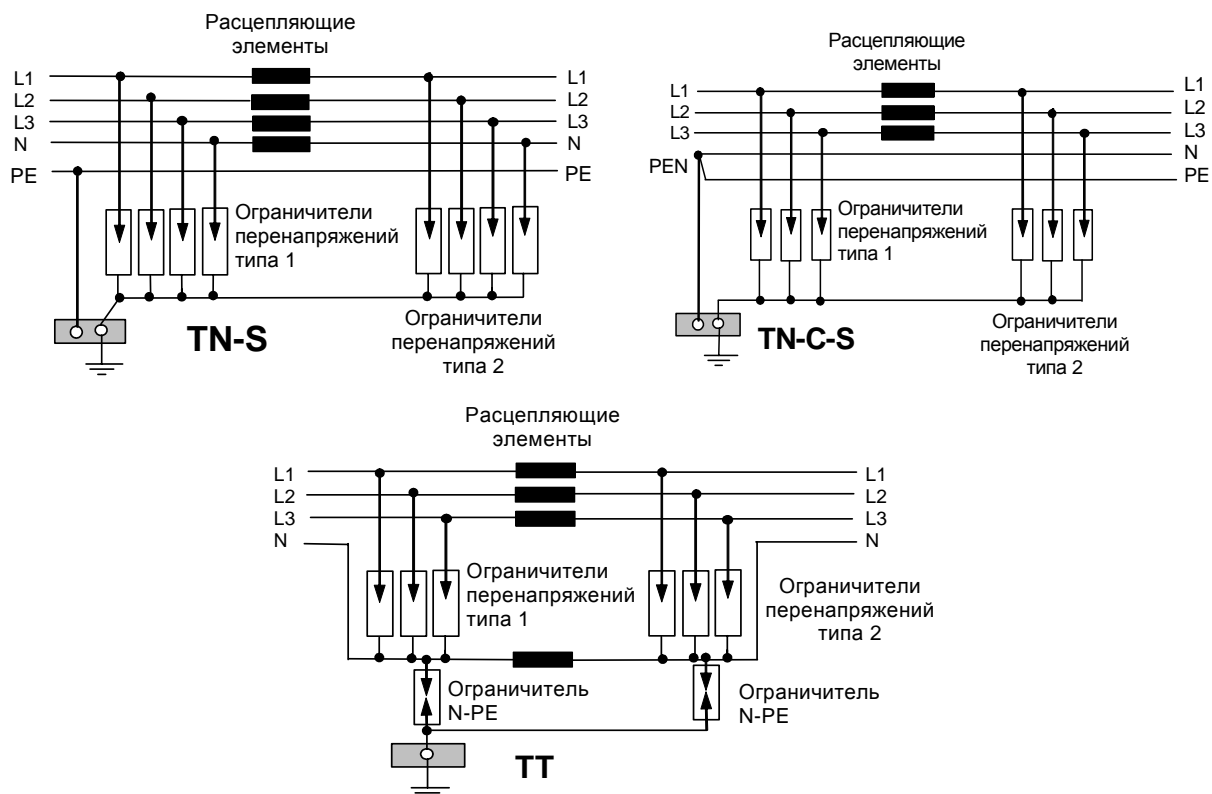 Расцепляющие
элементы
L1
L2
L3
N
PE
L1
L2
L3
N
PE
Ограничители
перенапряжений
типа 1
TN-S
Ограничители
перенапряжений
типа 2
Расцепляющие
элементы
L1
L2
L3
PEN
L1
L2
L3
N
PE
Ограничители
перенапряжений
типа 1
TN-C-S
Ограничители
перенапряжений
типа 2
Расцепляющие
элементы
L1
L2
L3
N
L1
L2
L3
N
Ограничители
перенапряжений
типа 1
Ограничители
перенапряжений
типа 2
Ограничитель
N-PE
Ограничитель
N-PE
TT